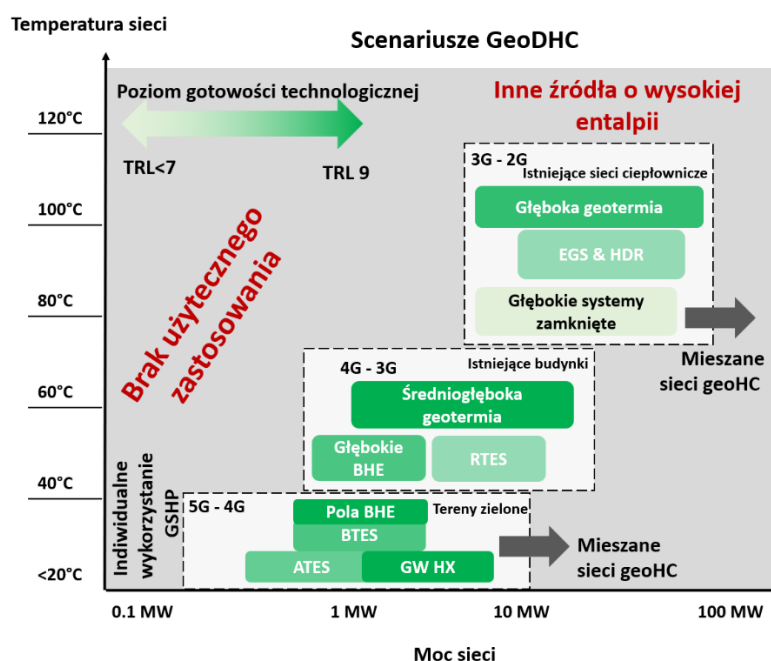 Temperatura sieci
Scenariusze GeoDHC
Poziom gotowości technologicznej
TRL<7
TRL 9
Inne źródła o wysokiej
entalpii
120°C
100°C
80°C
60°C
40°C
<20°C
Brak użytecznego
zastosowania
3G - 2G
Istniejące sieci ciepłownicze
Głęboka geotermia
EGS & HDR
Głębokie systemy
zamknięte
Mieszane
sieci geoHC
4G - 3G
Istniejące budynki
Średniogłęboka
geotermia
Głębokie
BHE
RTES
Indiwidualne
wykorzystanie
GSHP
5G - 4G
Tereny zielone
Pola BHE
BTES
ATES
GW HX
Mieszane
sieci geoHC
0.1 MW
1 MW
10 MW
100 MW
Moc sieci